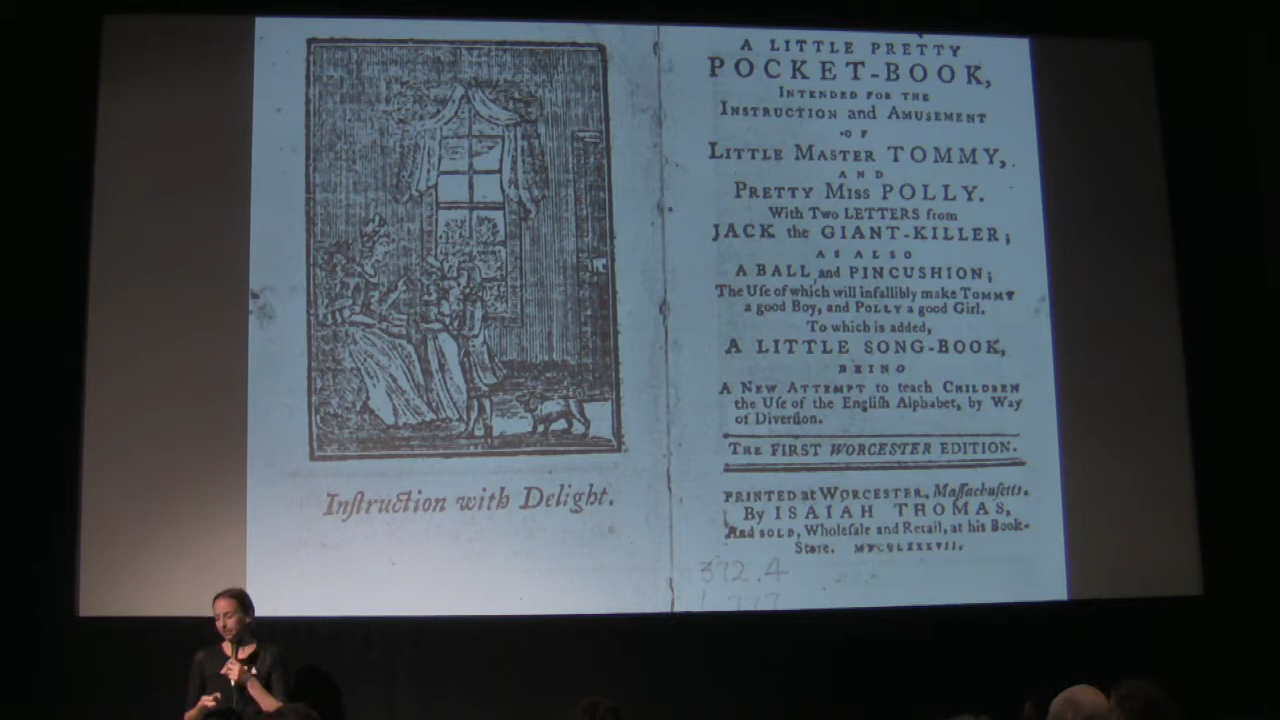 Inſtruction with Delight.
A LITTLE PRETTY
POCKET-BOOK,
INTENDED FOR THE
INSTRUCTION and AMUSEMENT
OF
LITTLE MASTER TOMMY,
AND
PRETTY MISS POLLY.
With Two LETTERS from
JACK the GIANT-KILLER;
AS ALSO
A BALL and PINCUSHION;
The Uſe of which will infallibly make TOMMY
a good Boy, and POLLY a good Girl.
To which is added,
A LITTLE SONG-BOOK,
BEING
A NEW ATTEMPT to teach CHILDREN
the Uſe of the Engliſh Alphabet, by Way
of Diverſion.
THE FIRST WORCESTER EDITION.
PRINTED at WORCESTER, Maſſachuſetts.
By ISAIAH THOMAS,
And SOLD, Wholeſale and Retail, at his Book-
Store. MDCCLXXXVII.
372.4